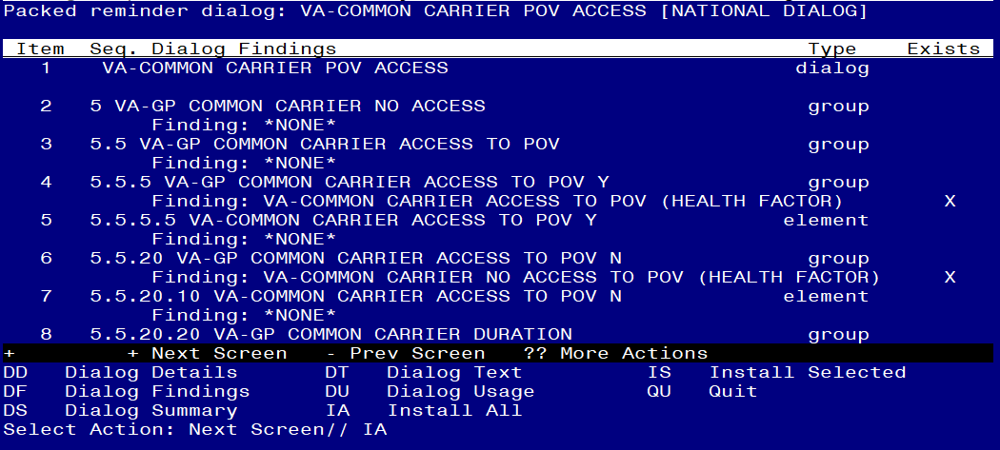 Packed reminder dialog: VA-COMMON CARRIER POV ACCESS [NATIONAL DIALOG]
Item Seq. Dialog Findings Type Exists
1 VA-COMMON CARRIER POV ACCESS dialog
2 5 VA-GP COMMON CARRIER NO ACCESS group
Finding: *NONE*
3 5.5 VA-GP COMMON CARRIER ACCESS TO POV group
Finding: *NONE*
4 5.5.5 VA-GP COMMON CARRIER ACCESS TO POV Y group
Finding: VA-COMMON CARRIER ACCESS TO POV (HEALTH FACTOR) X
5 5.5.5.5 VA-COMMON CARRIER ACCESS TO POV Y element
Finding: *NONE*
6 5.5.20 VA-GP COMMON CARRIER ACCESS TO POV N group
Finding: VA-COMMON CARRIER NO ACCESS TO POV (HEALTH FACTOR) X
7 5.5.20.10 VA-COMMON CARRIER ACCESS TO POV N element
Finding: *NONE*
8 5.5.20.20 VA-GP COMMON CARRIER DURATION group
+ + Next Screen - Prev Screen ?? More Actions
DD Dialog Details DT Dialog Text IS Install Selected
DF Dialog Findings DU Dialog Usage QU Quit
DS Dialog Summary IA Install All
Select Action: Next Screen// IA